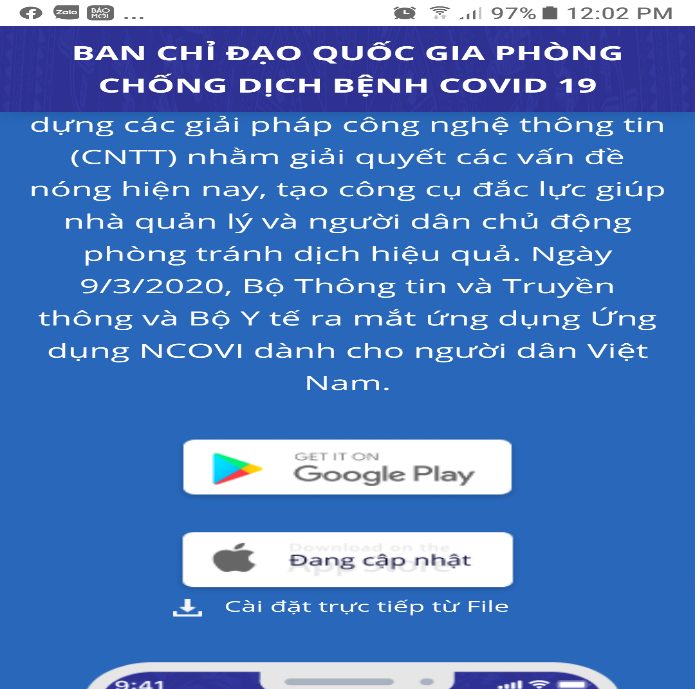 Zalo BÁO MỚI ... 97% 12:02 PM
BAN CHỈ ĐẠO QUỐC GIA PHÒNG
CHỐNG DỊCH BỆNH COVID 19
dựng các giải pháp công nghệ thông tin
(CNTT) nhằm giải quyết các vấn đề
nóng hiện nay, tạo công cụ đắc lực giúp
nhà quản lý và người dân chủ động
phòng tránh dịch hiệu quả. Ngày
9/3/2020, Bộ Thông tin và Truyền
thông và Bộ Y tế ra mắt ứng dụng Ứng
dụng NCOVI dành cho người dân Việt
Nam.
GET IT ON
Google Play
Download on the
App Store
Đang cập nhật
Cài đặt trực tiếp từ File
9:41